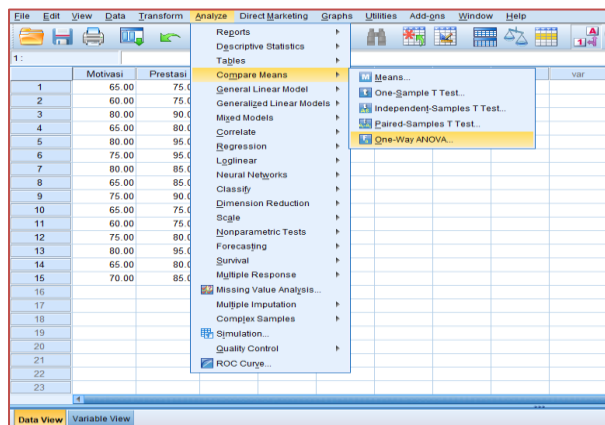 File Edit View Data Transform Analyze Direct Marketing Graphs Utilities Add-ons Window Help
1:
Motivasi Prestasi var
1 65.00 75.0
2 60.00 75.0
3 80.00 90.0
4 65.00 80.0
5 80.00 95.0
6 75.00 95.0
7 80.00 85.0
8 65.00 85.0
9 75.00 90.0
10 65.00 75.0
11 60.00 75.0
12 75.00 80.0
13 80.00 95.0
14 65.00 80.0
15 70.00 85.0
16
17
18
19
20
21
22
23
Reports
Descriptive Statistics
Tables
Compare Means
General Linear Model
Generalized Linear Models
Mixed Models
Correlate
Regression
Loglinear
Neural Networks
Classify
Dimension Reduction
Scale
Nonparametric Tests
Forecasting
Survival
Multiple Response
Missing Value Analysis...
Multiple Imputation
Complex Samples
Simulation...
Quality Control
ROC Curve...
Means...
One-Sample T Test...
Independent-Samples T Test...
Paired-Samples T Test...
One-Way ANOVA...
Data View Variable View